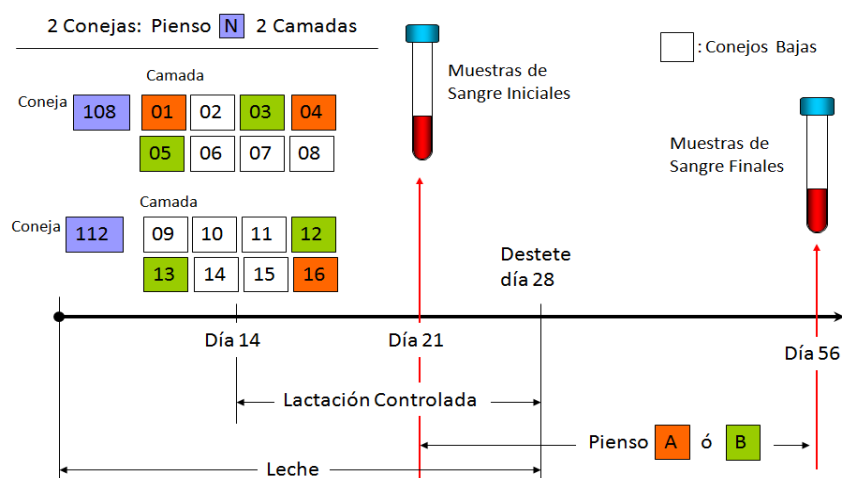 2 Conejas: Pienso N 2 Camadas
: Conejos Bajas
Camada
Coneja 108 01 02 03 04
05 06 07 08
Muestras de
Sangre Iniciales
Muestras de
Sangre Finales
Camada
Coneja 112 09 10 11 12
13 14 15 16
Destete
día 28
Día 14
Día 21
Día 56
Lactación Controlada
Pienso A ó B
Leche